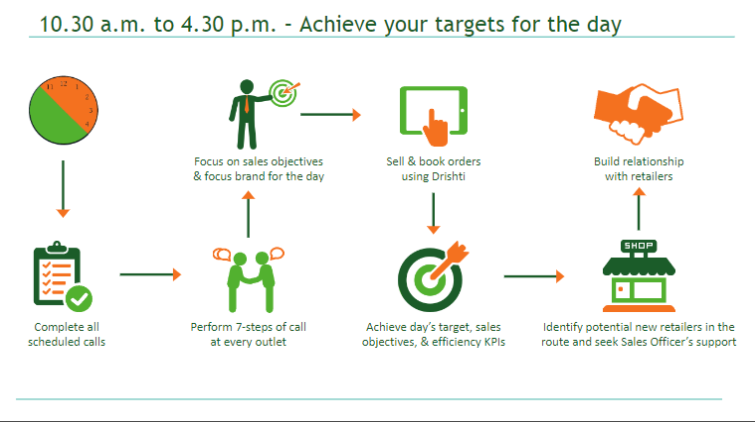 10.30 a.m. to 4.30 p.m. - Achieve your targets for the day
11 12 1
2
3
4
Focus on sales objectives
& focus brand for the day
Sell & book orders
using Drishti
Build relationship
with retailers
SHOP
Complete all
scheduled calls
Perform 7-steps of call
at every outlet
Achieve day's target, sales
objectives, & efficiency KPIs
Identify potential new retailers in the
route and seek Sales Officer's support